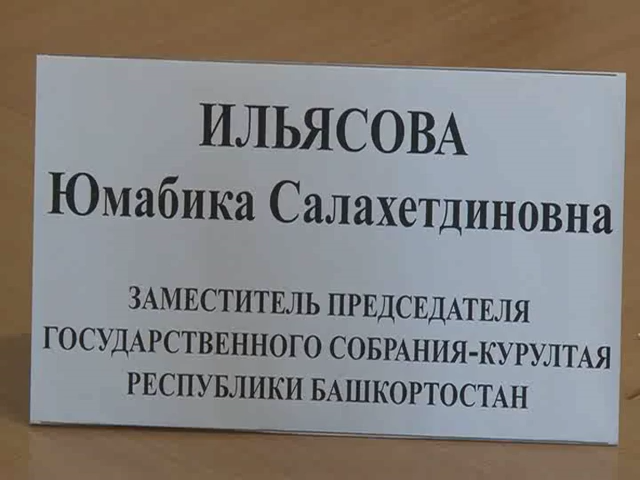 ИЛЬЯСОВА
Юмабика Салахетдиновна
ЗАМЕСТИТЕЛЬ ПРЕДСЕДАТЕЛЯ
ГОСУДАРСТВЕННОГО СОБРАНИЯ-КУРУЛТАЯ
РЕСПУБЛИКИ БАШКОРТОСТАН